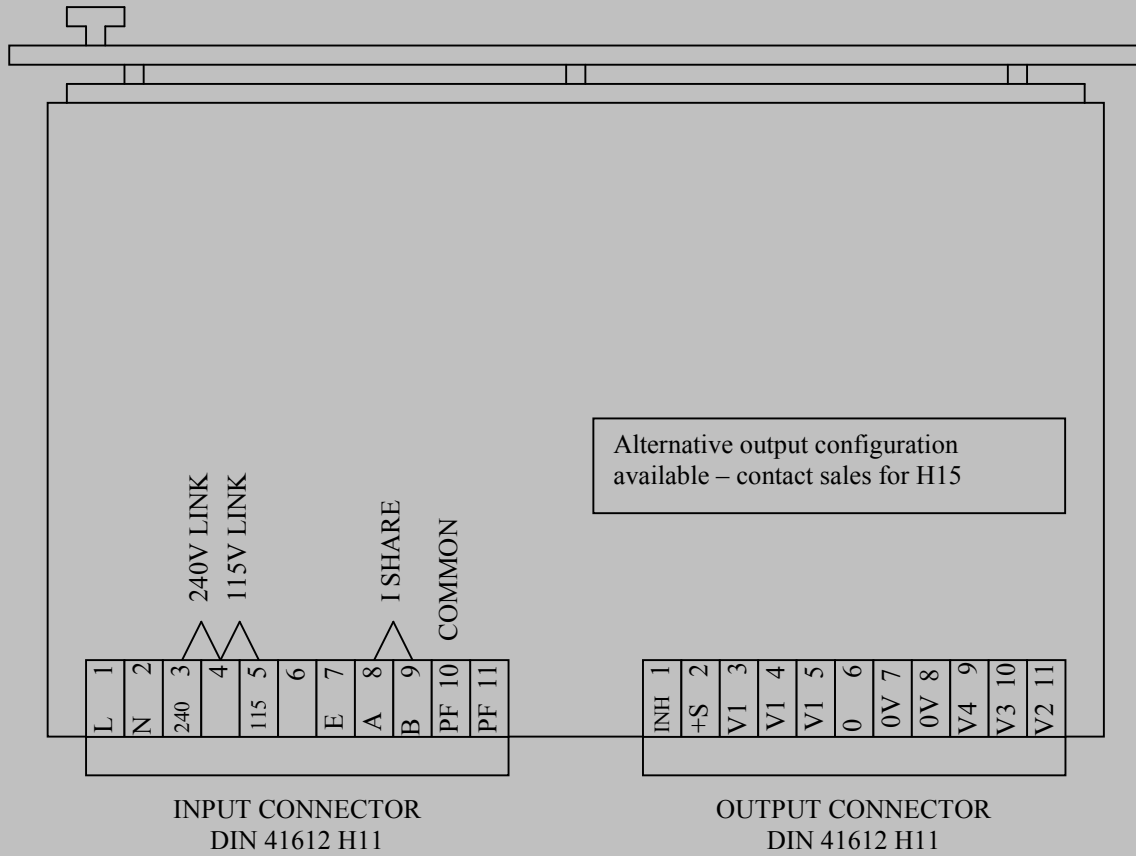 Alternative output configuration
available – contact sales for H15
240V LINK
115V LINK
I SHARE
COMMON
L 1
N 2
240 3
4
115 5
6
E 7
A 8
B 9
PF 10
PF 11
INH 1
+S 2
V1 3
V1 4
V1 5
0 6
0V 7
0V 8
V4 9
V3 10
V2 11
INPUT CONNECTOR
DIN 41612 H11
OUTPUT CONNECTOR
DIN 41612 H11